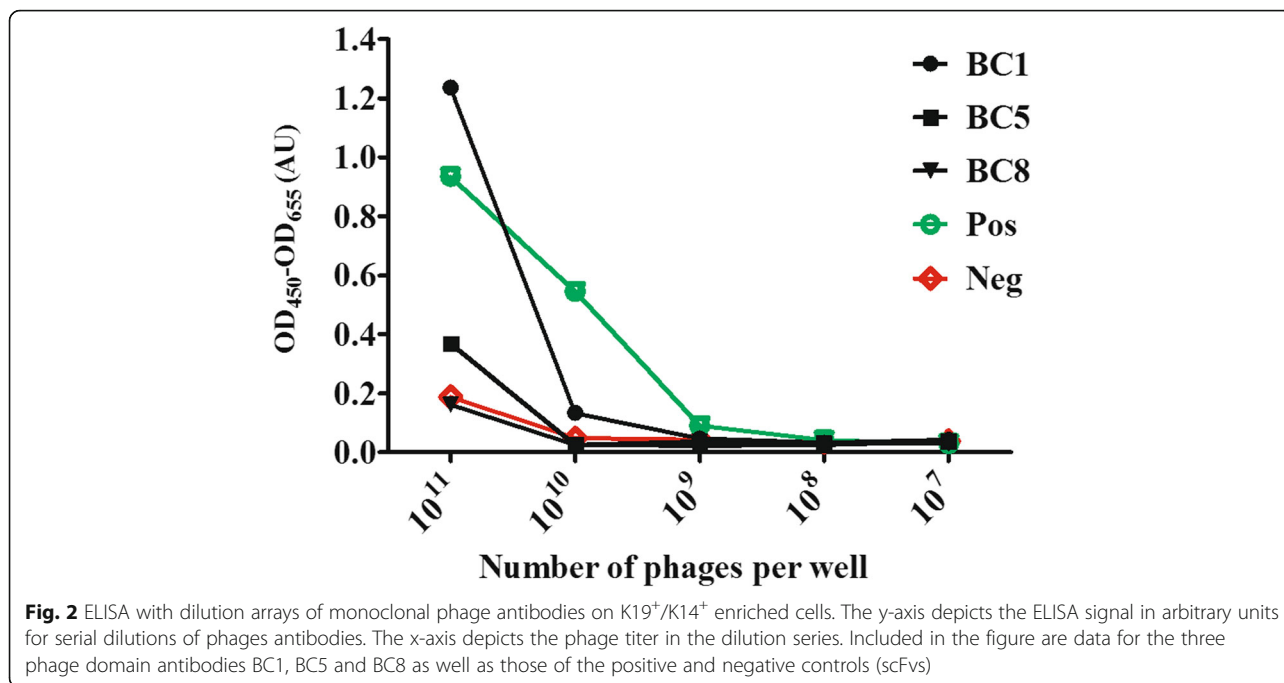 1.4
1.2
1.0
0.8
0.6
0.4
0.2
0.0
OD450-OD655 (AU)
10^11
10^10
10^9
10^8
10^7
Number of phages per well
BC1
BC5
BC8
Pos
Neg
Fig. 2 ELISA with dilution arrays of monoclonal phage antibodies on K19+/K14+ enriched cells. The y-axis depicts the ELISA signal in arbitrary units
for serial dilutions of phages antibodies. The x-axis depicts the phage titer in the dilution series. Included in the figure are data for the three
phage domain antibodies BC1, BC5 and BC8 as well as those of the positive and negative controls (scFvs)